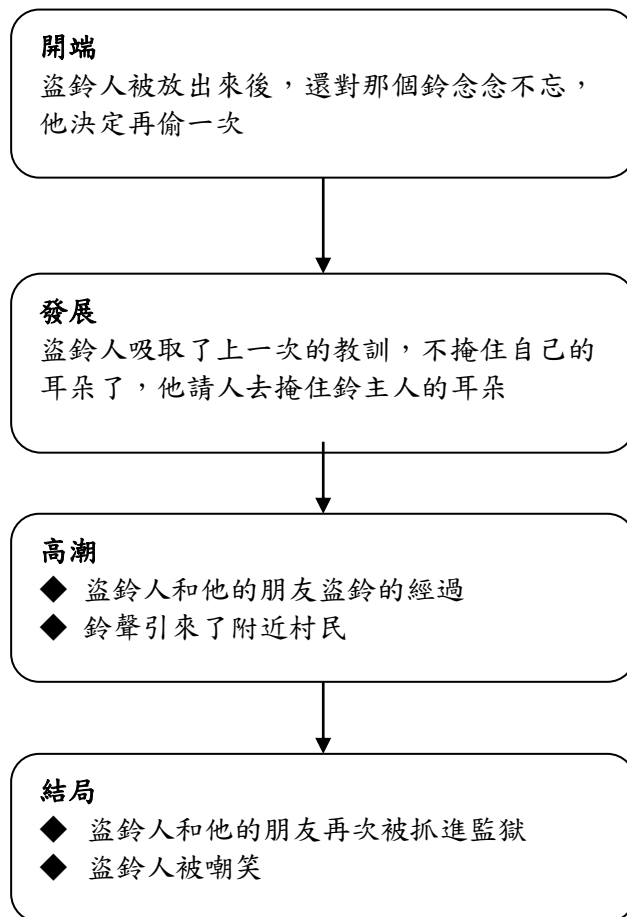 開端
盜鈴人被放出來後，還對那個鈴念念不忘，
他決定再偷一次
發展
盜鈴人吸取了上一次的教訓，不掩住自己的
耳朵了，他請人去掩住鈴主人的耳朵
高潮
◆ 盜鈴人和他的朋友盜鈴的經過
◆ 鈴聲引來了附近村民
結局
◆ 盜鈴人和他的朋友再次被抓進監獄
◆ 盜鈴人被嘲笑